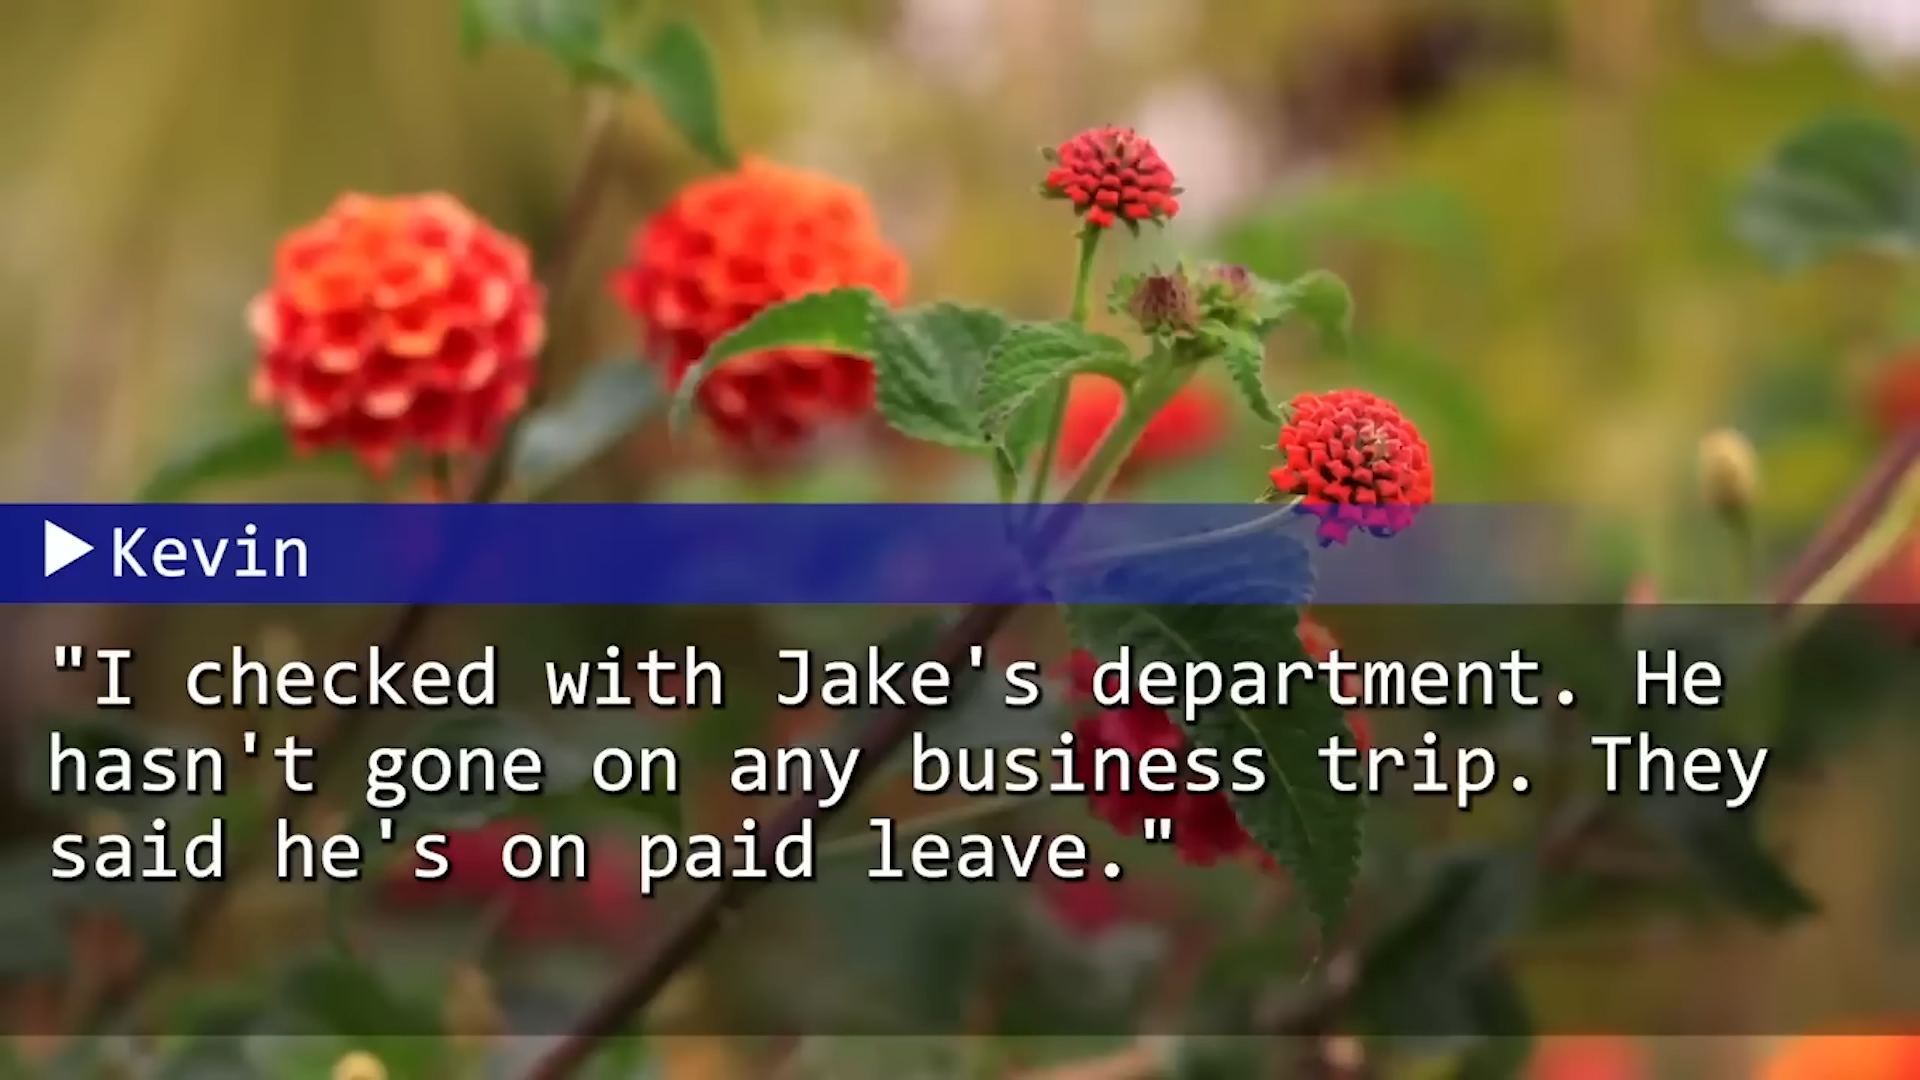 ▶Kevin
"I checked with Jake's department. He
hasn't gone on any business trip. They
said he's on paid leave."